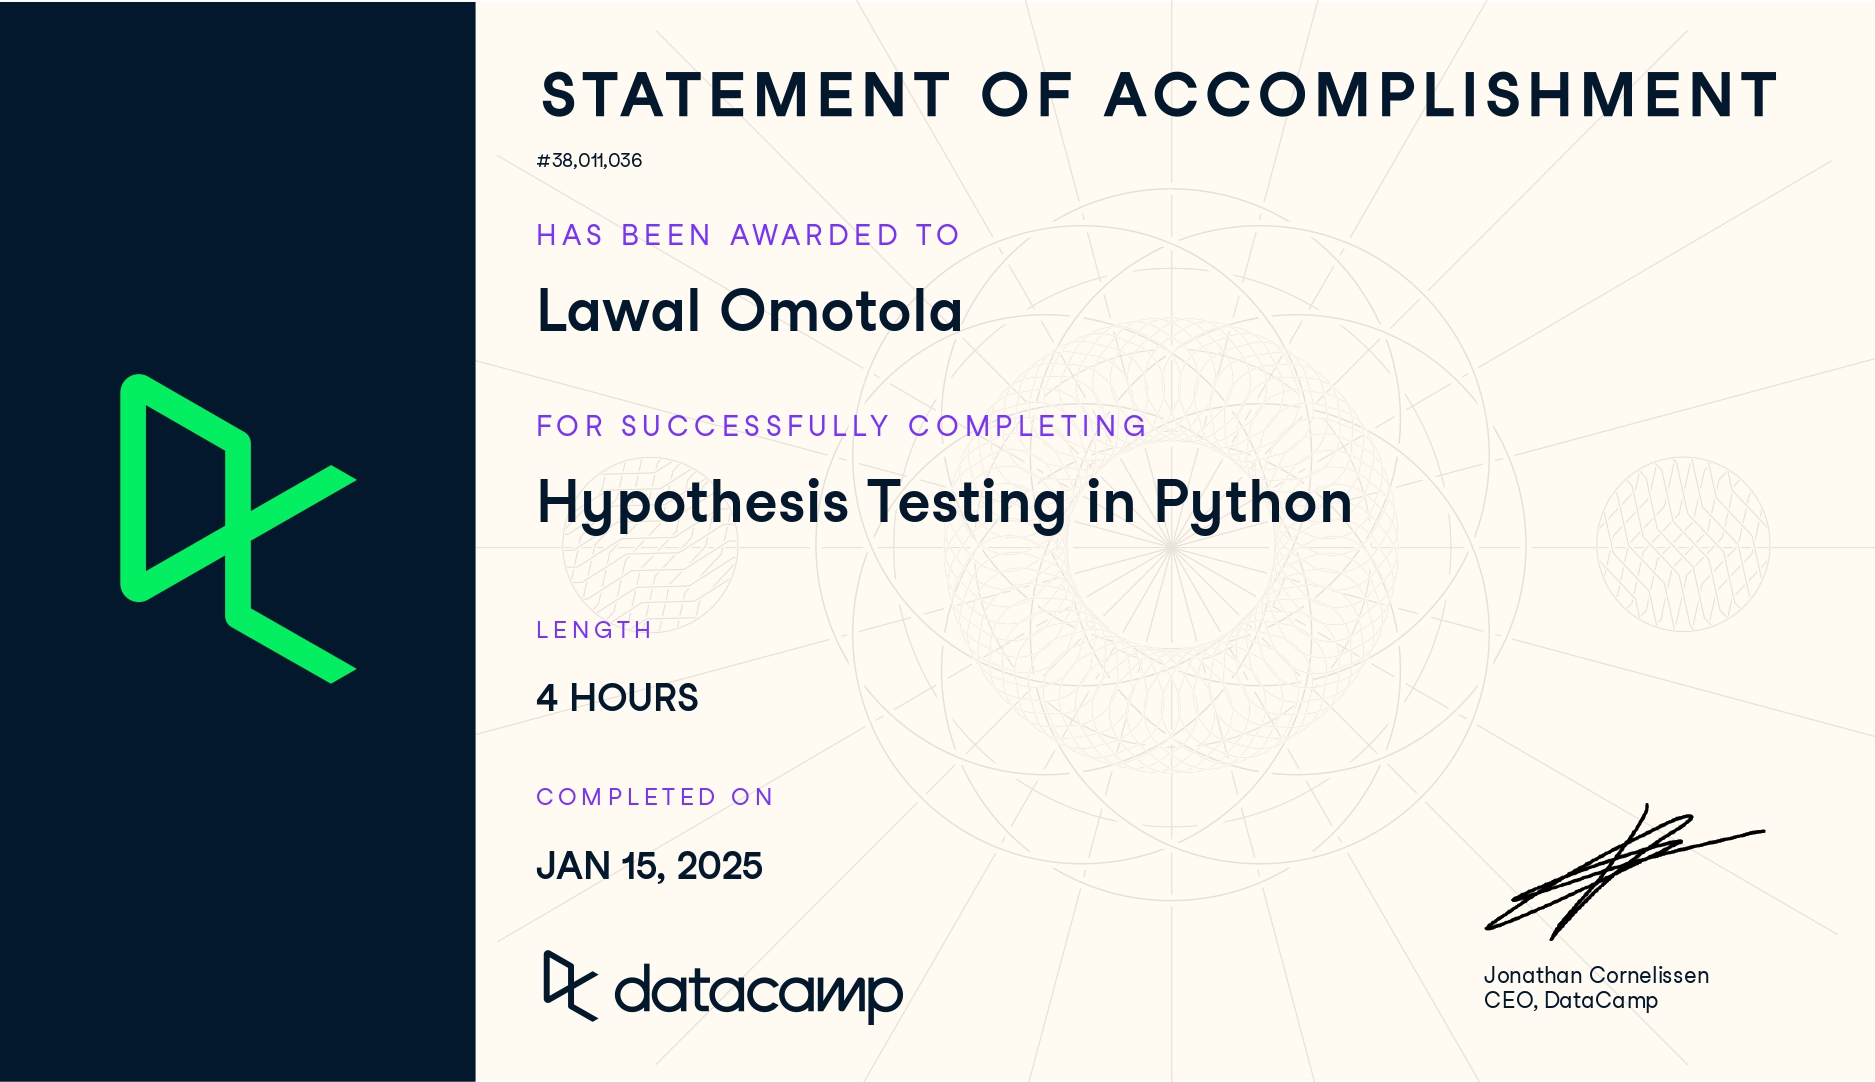 STATEMENT OF ACCOMPLISHMENT
#38,011,036
HAS BEEN AWARDED TO
Lawal Omotola
FOR SUCCESSFULLY COMPLETING
Hypothesis Testing in Python
LENGTH
4 HOURS
COMPLETED ON
JAN 15, 2025
datacamp
Jonathan Cornelissen
CEO, DataCamp